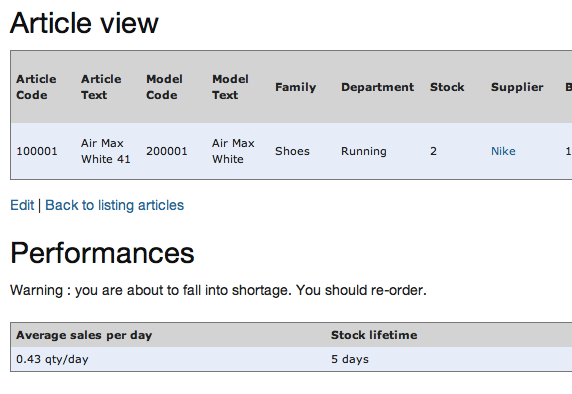 Article view
Article Code Article Text Model Code Model Text Family Department Stock Supplier B
100001 Air Max White 41 200001 Air Max White Shoes Running 2 Nike 1
Edit | Back to listing articles
Performances
Warning : you are about to fall into shortage. You should re-order.
Average sales per day Stock lifetime
0.43 qty/day 5 days